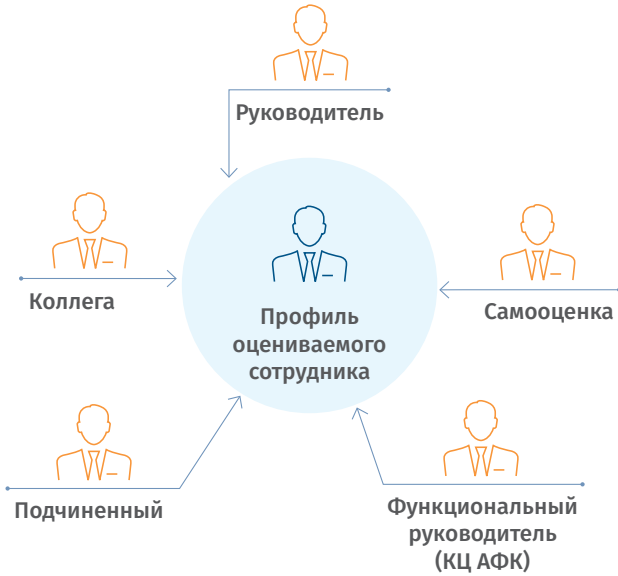 Руководитель
Коллега
Профиль
оцениваемого
сотрудника
Самооценка
Подчиненный
Функциональный
руководитель
(КЦ АФК)